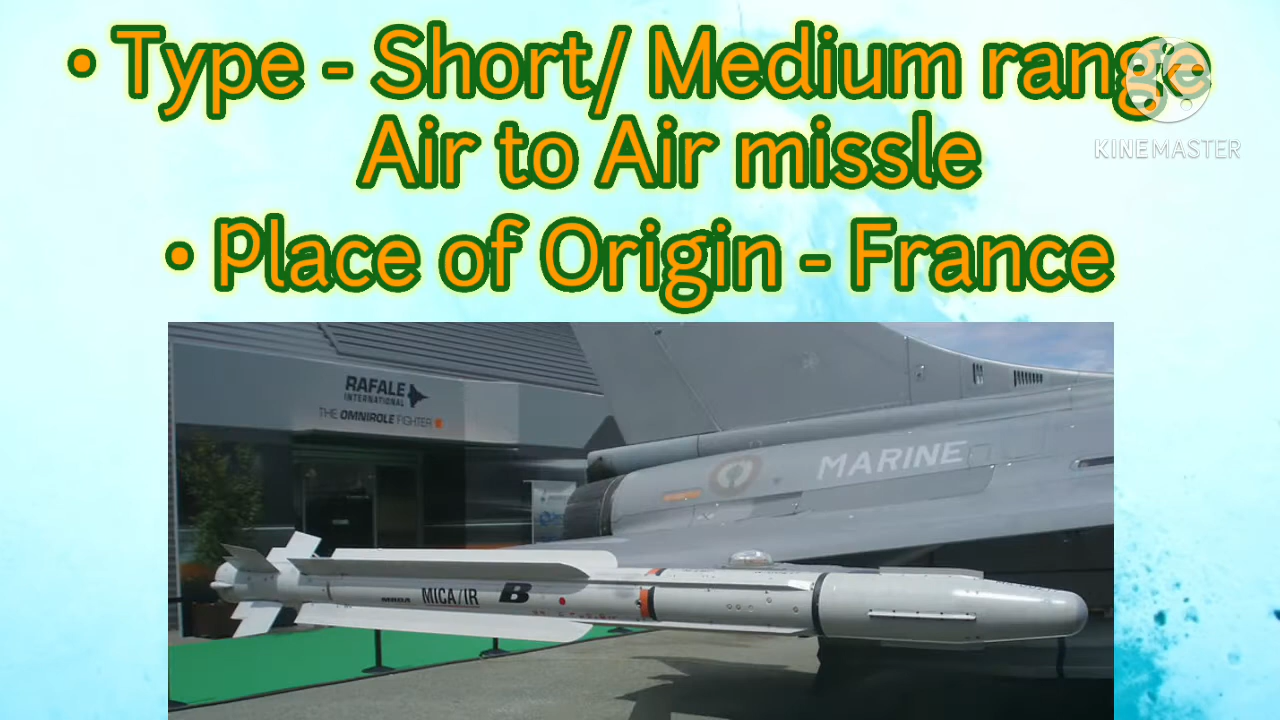 • Type - Short/ Medium range
Air to Air missle
• Place of Origin - France
KINEMASTER
RAFALE
INTERNATIONAL
THE OMNIROLE FIGHTER
MARINE
MBDA MICA/IR B